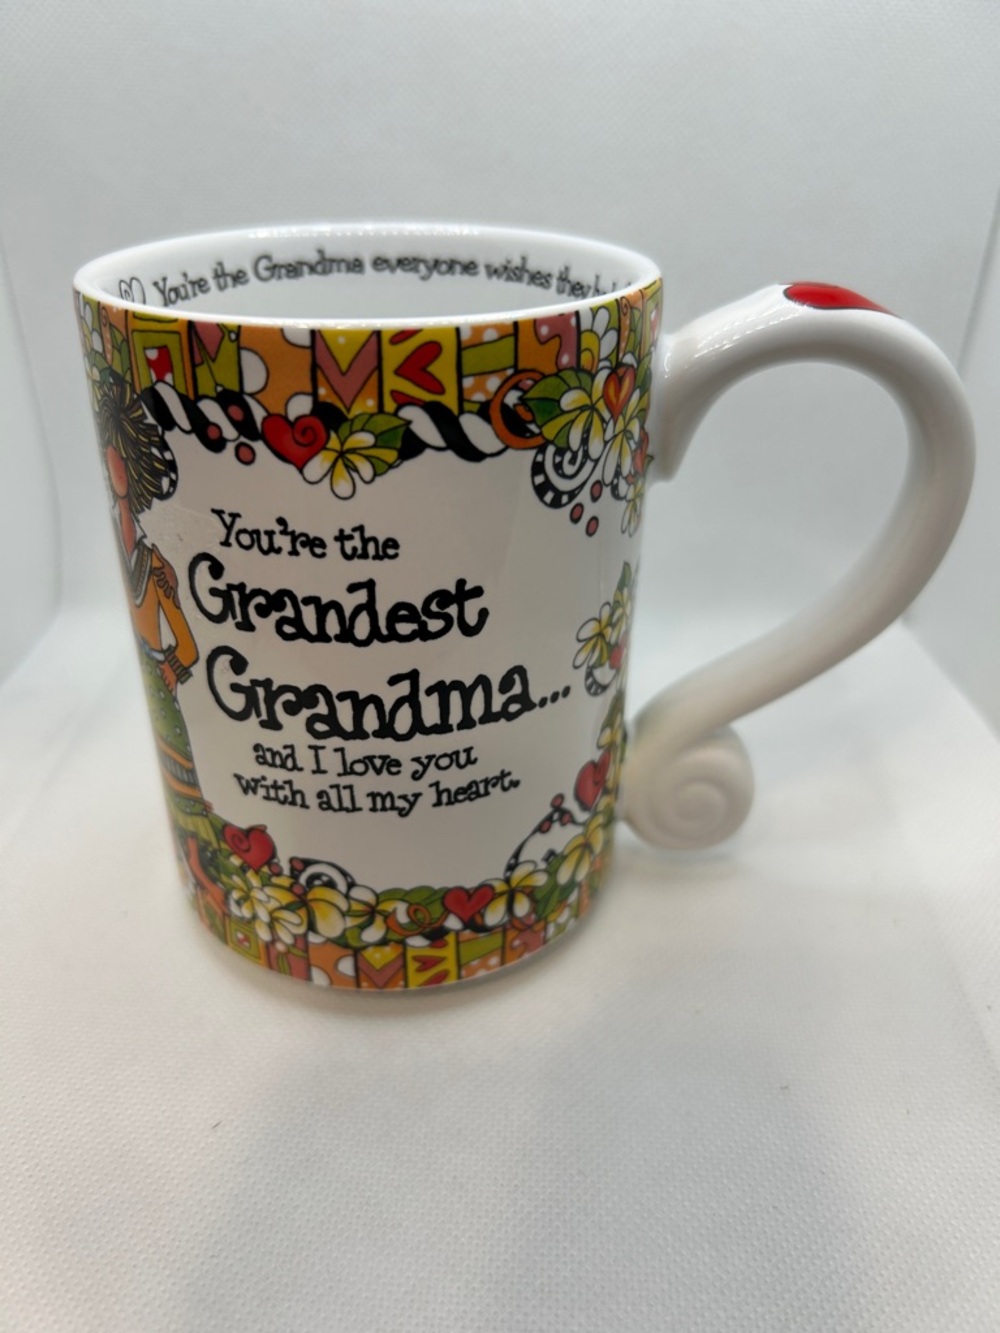 You're the Grandma everyone wishes they
You're the
Grandest
Grandma...
and I love you
with all my heart.